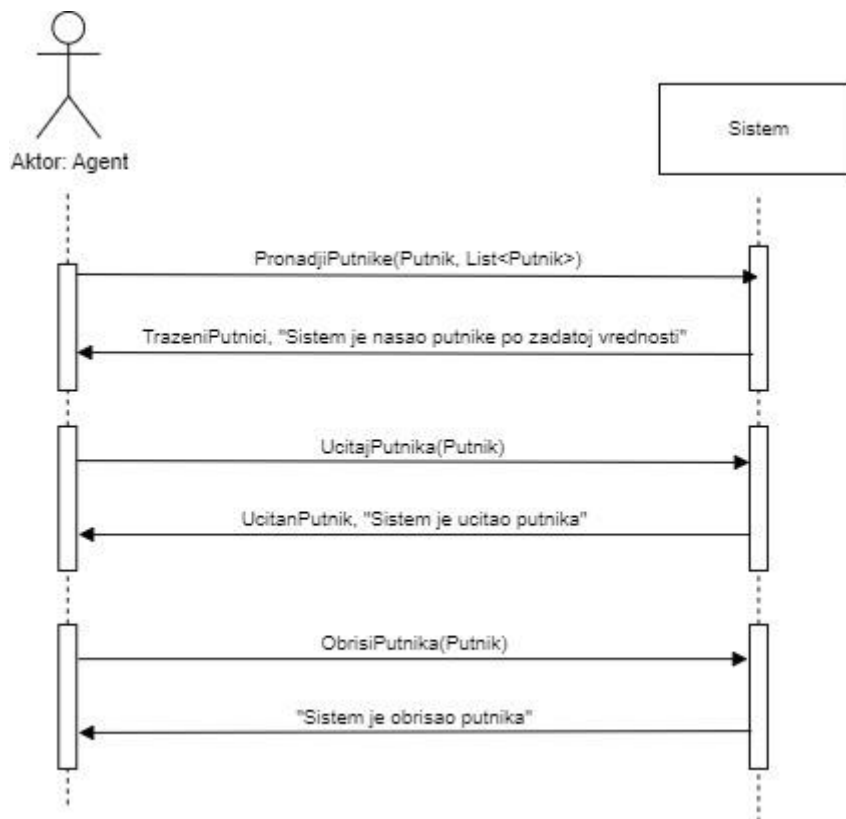 Aktor: Agent
Sistem
PronadjiPutnike(Putnik, List<Putnik>)
TrazeniPutnici, "Sistem je nasao putnike po zadatoj vrednosti"
UcitajPutnika(Putnik)
UcitanPutnik, "Sistem je ucitao putnika"
ObrisiPutnika(Putnik)
"Sistem je obrisao putnika"